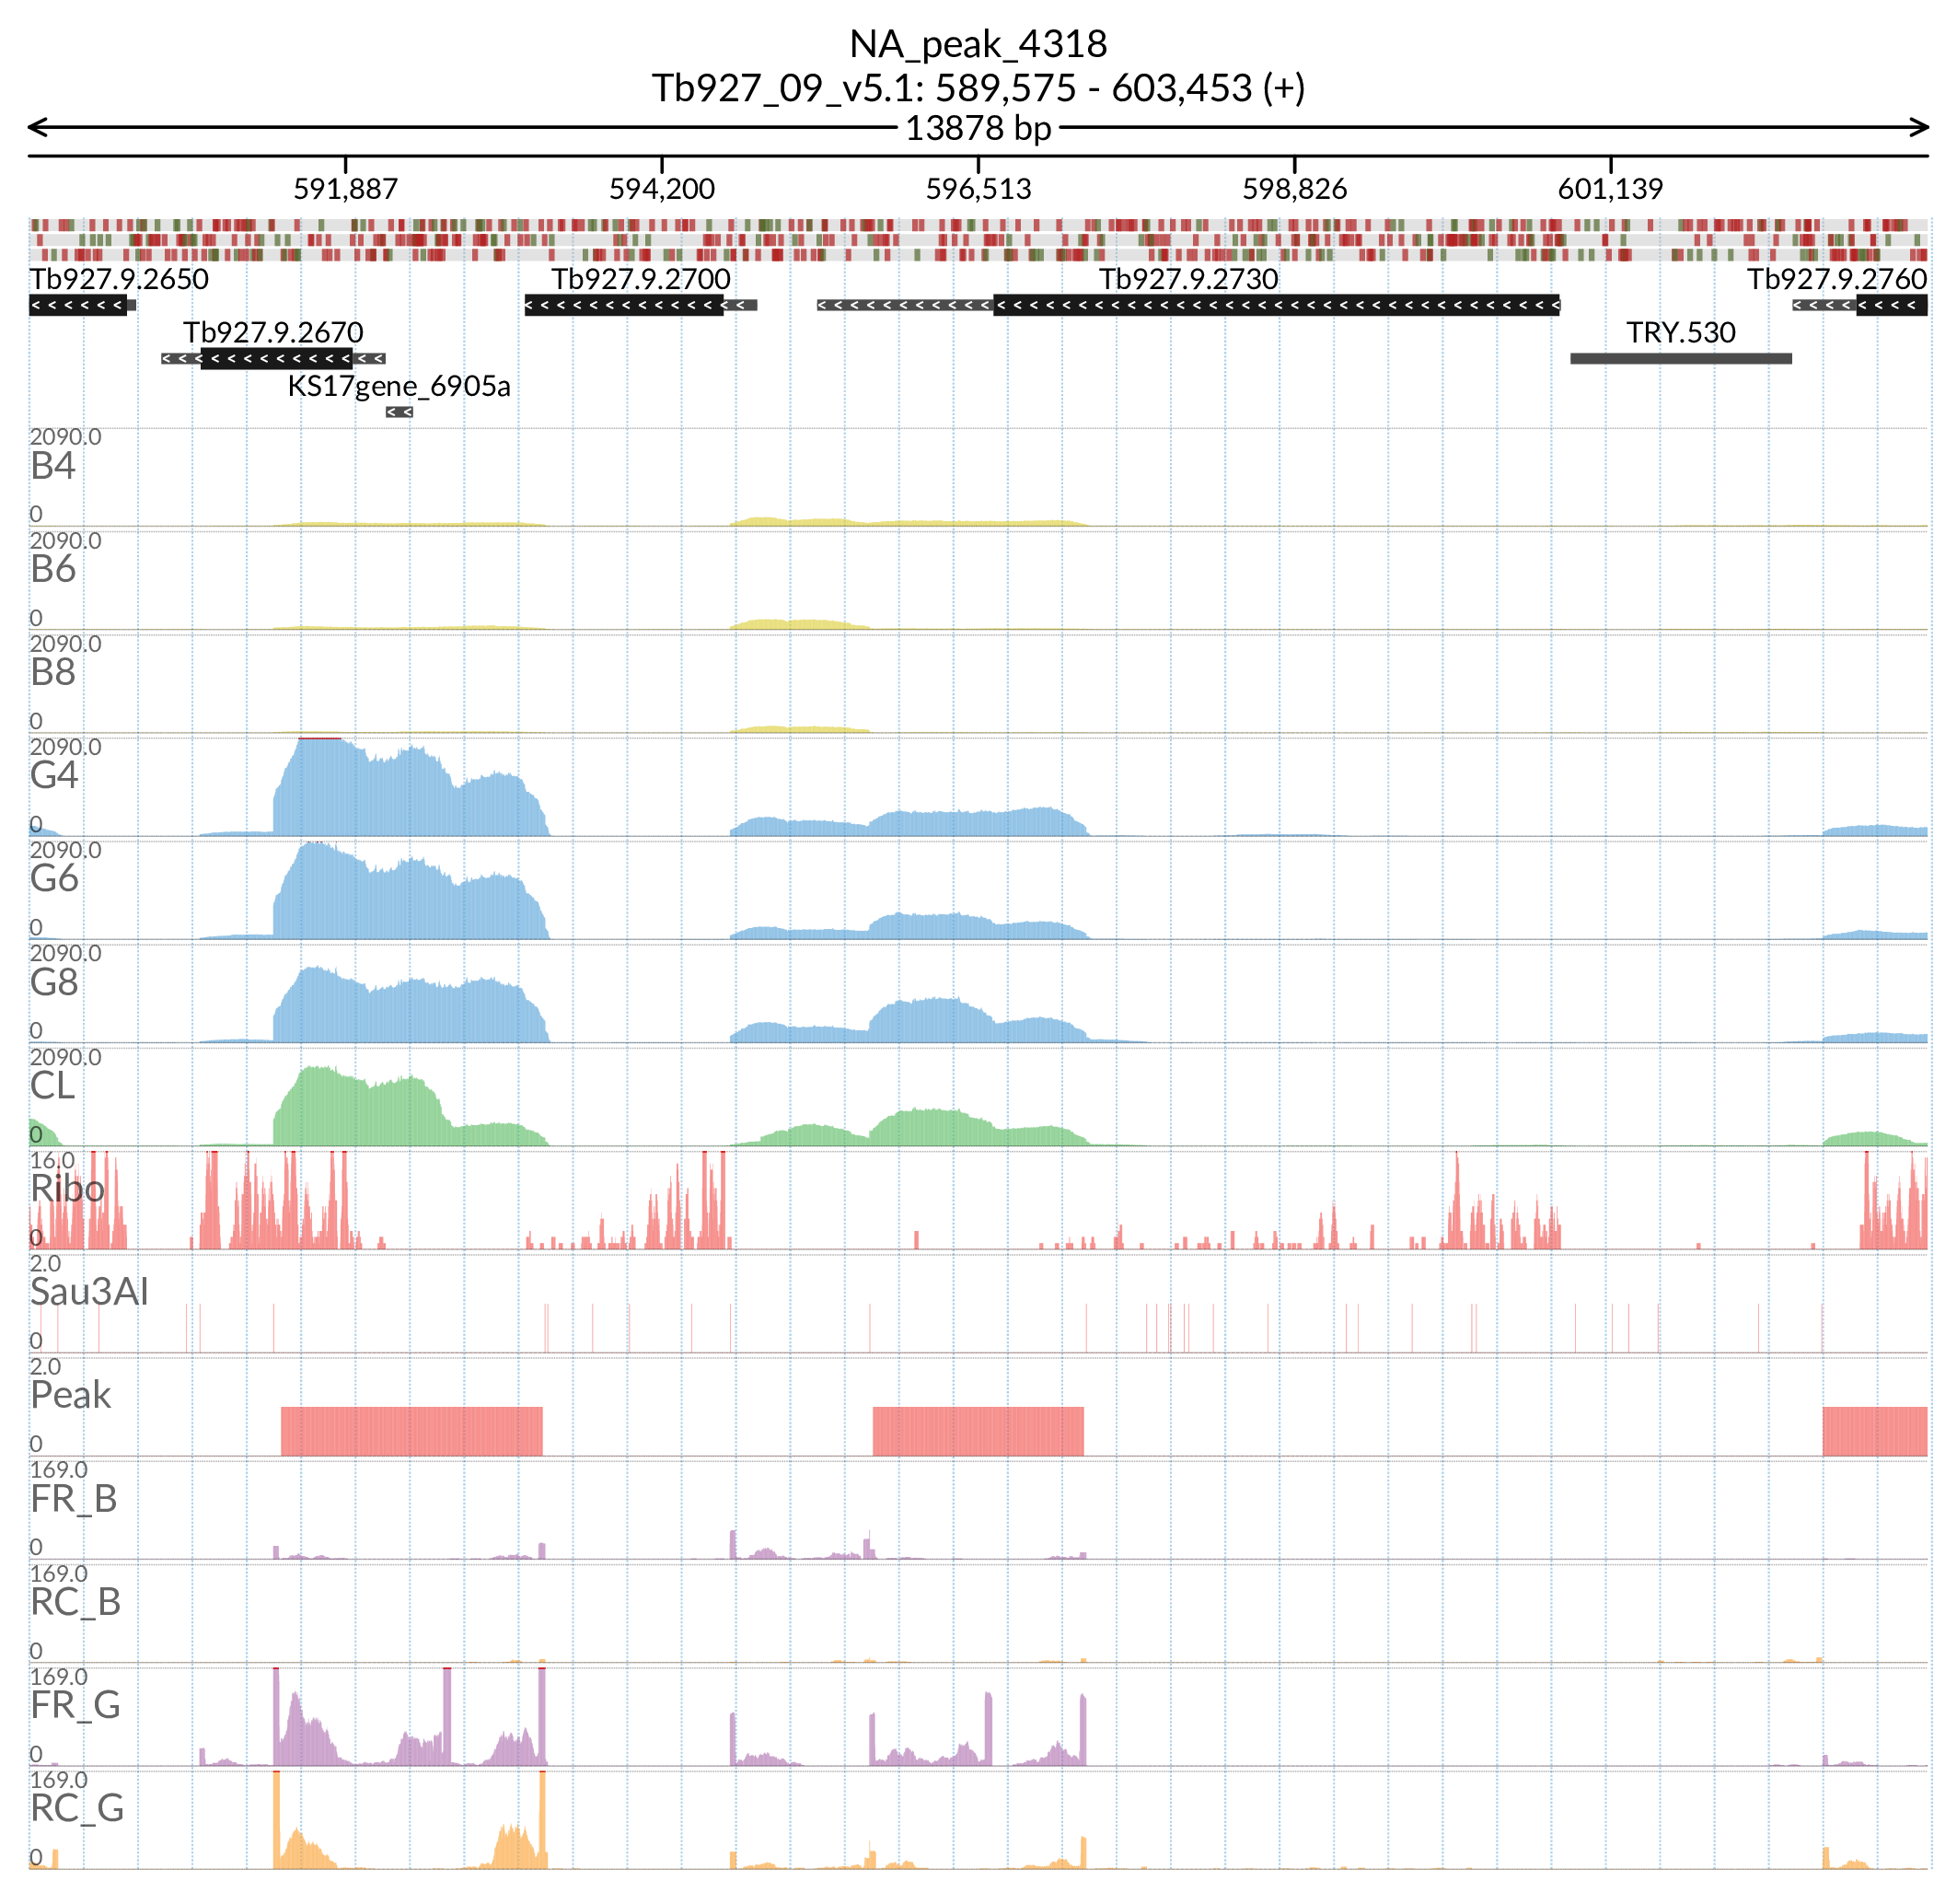 NA_peak_4318
Tb927_09_v5.1: 589,575 - 603,453 (+)
13878 bp
591,887 594,200 596,513 598,826 601,139
Tb927.9.2650 Tb927.9.2700 Tb927.9.2730 Tb927.9.2760
Tb927.9.2670 TRY.530
KS17gene_6905a
2090.0
B4
0
2090.0
B6
0
2090.0
B8
0
2090.0
G4
0
2090.0
G6
0
2090.0
G8
0
2090.0
CL
0
16.0
Ribo
0
2.0
Sau3AI
0
2.0
Peak
0
169.0
FR_B
0
169.0
RC_B
0
169.0
FR_G
0
169.0
RC_G
0